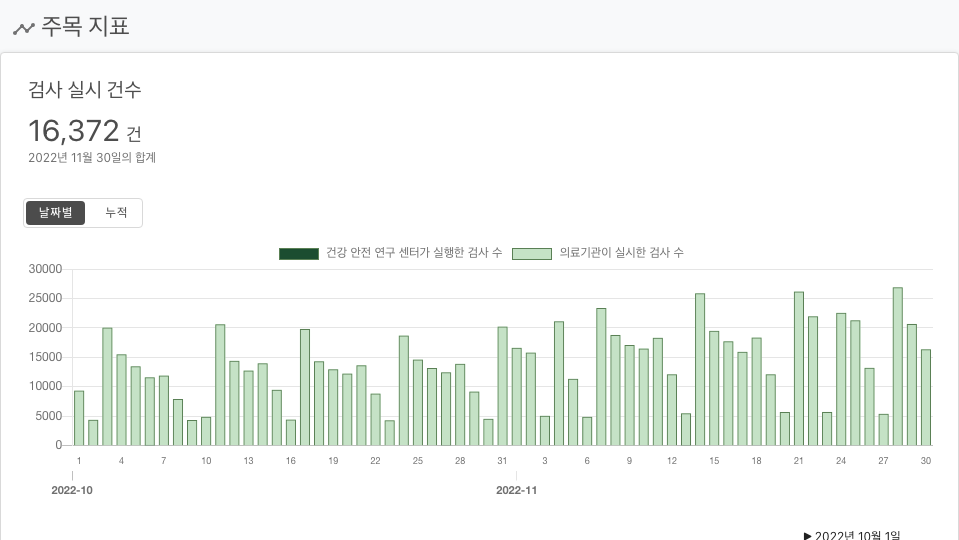 주목 지표
검사 실시 건수
16,372 건
2022년 11월 30일의 합계
날짜별 누적
건강 안전 연구 센터가 실행한 검사 수 의료기관이 실시한 검사 수
30000
25000
20000
15000
10000
5000
0
1 4 7 10 13 16 19 22 25 28 31 3 6 9 12 15 18 21 24 27 30
2022-10 2022-11
▶ 2022년 10월 1일